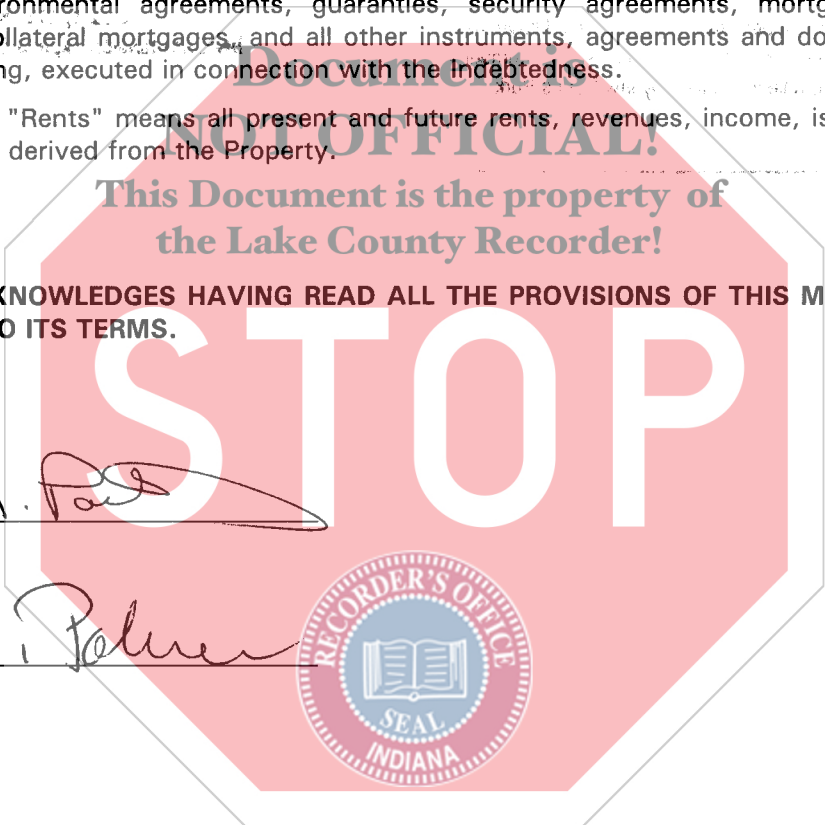 ronmental agreements, guaranties, security agreements, mortg
ollateral mortgages, and all other instruments, agreements and do
ng, executed in connection with the Indebtedness.
Document is
"Rents" means all present and future rents, revenues, income, is
NOT OFFICIAL!
derived from the Property.
This Document is the property of
the Lake County Recorder!
KNOWLEDGES HAVING READ ALL THE PROVISIONS OF THIS M
O ITS TERMS.
STOP
RECORDER'S OFFICE
SEAL
INDIANA